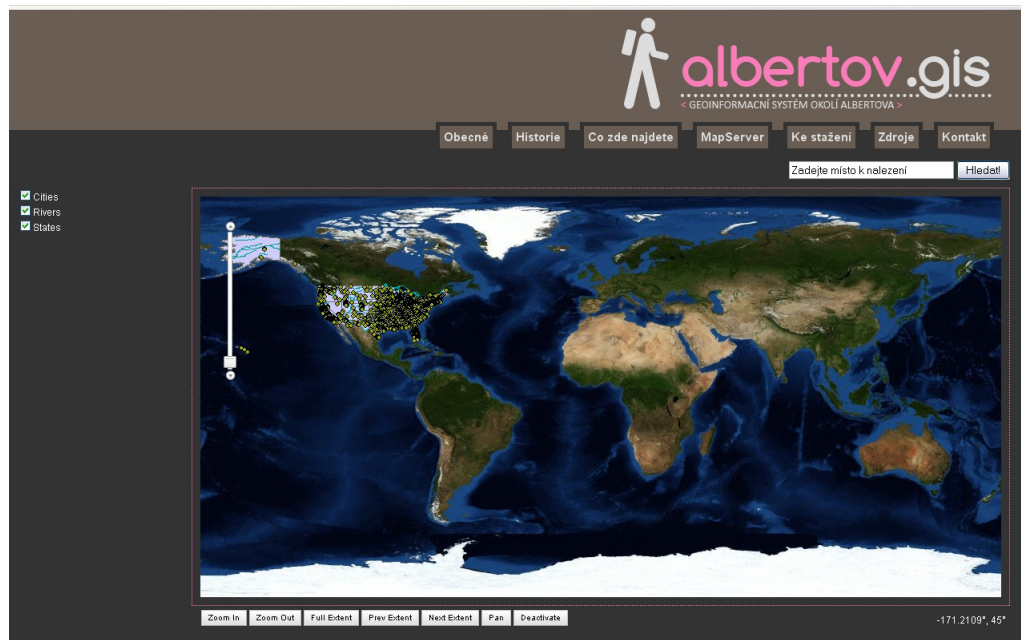 albertov.gis
< GEOINFORMACNÍ SYSTÉM OKOLÍ ALBERTOVA >
Obecné Historie Co zde najdete MapServer Ke stažení Zdroje Kontakt
Zadejte místo k nalezení Hledat!
Cities
Rivers
States
Zoom In Zoom Out Full Extent Prev Extent Next Extent Pan Deactivate
-171.2109°, 45°